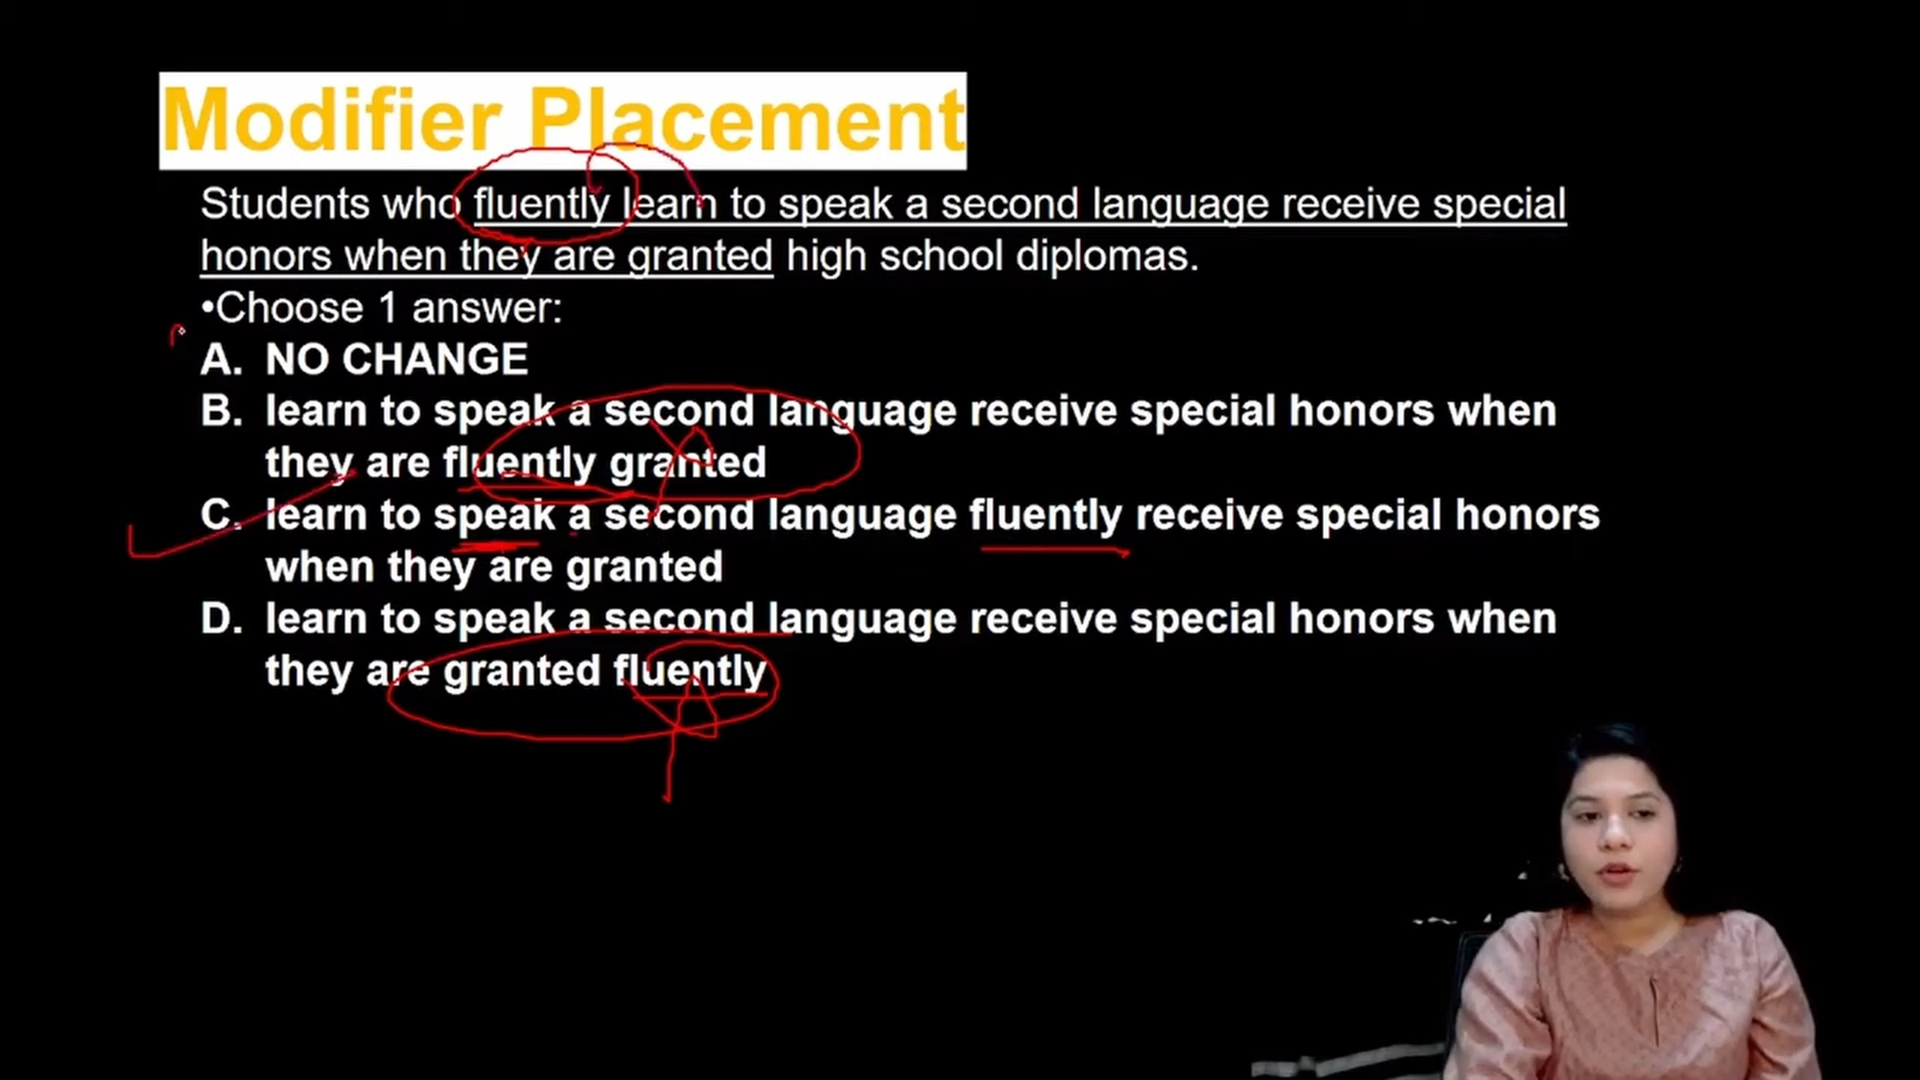 Modifier Placement
Students who fluently learn to speak a second language receive special
honors when they are granted high school diplomas.
•Choose 1 answer:
A. NO CHANGE
B. learn to speak a second language receive special honors when
they are fluently granted
C. learn to speak a second language fluently receive special honors
when they are granted
D. learn to speak a second language receive special honors when
they are granted fluently